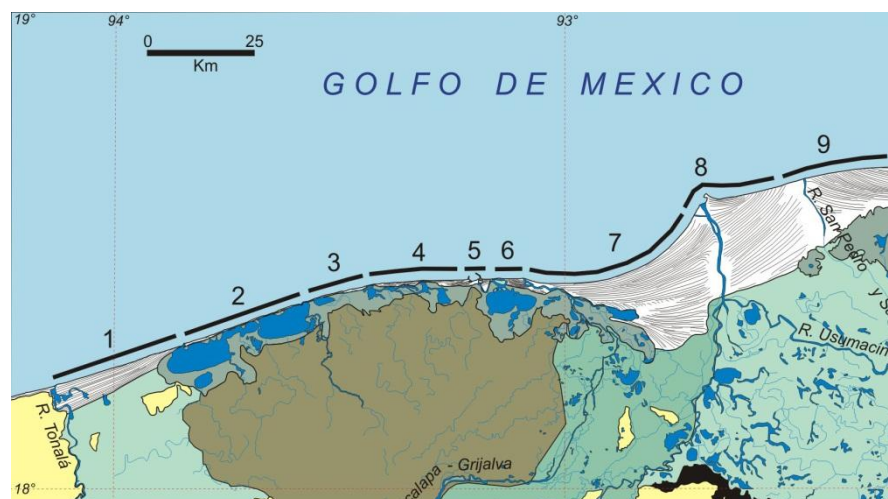 19° 94° 93°
0 25
Km
GOLFO DE MEXICO
9
8
7
3 4 5 6
2
1
R. San Pedro
y S
R. Usumacin
R. Tonalá
calapa - Grijalva
18°